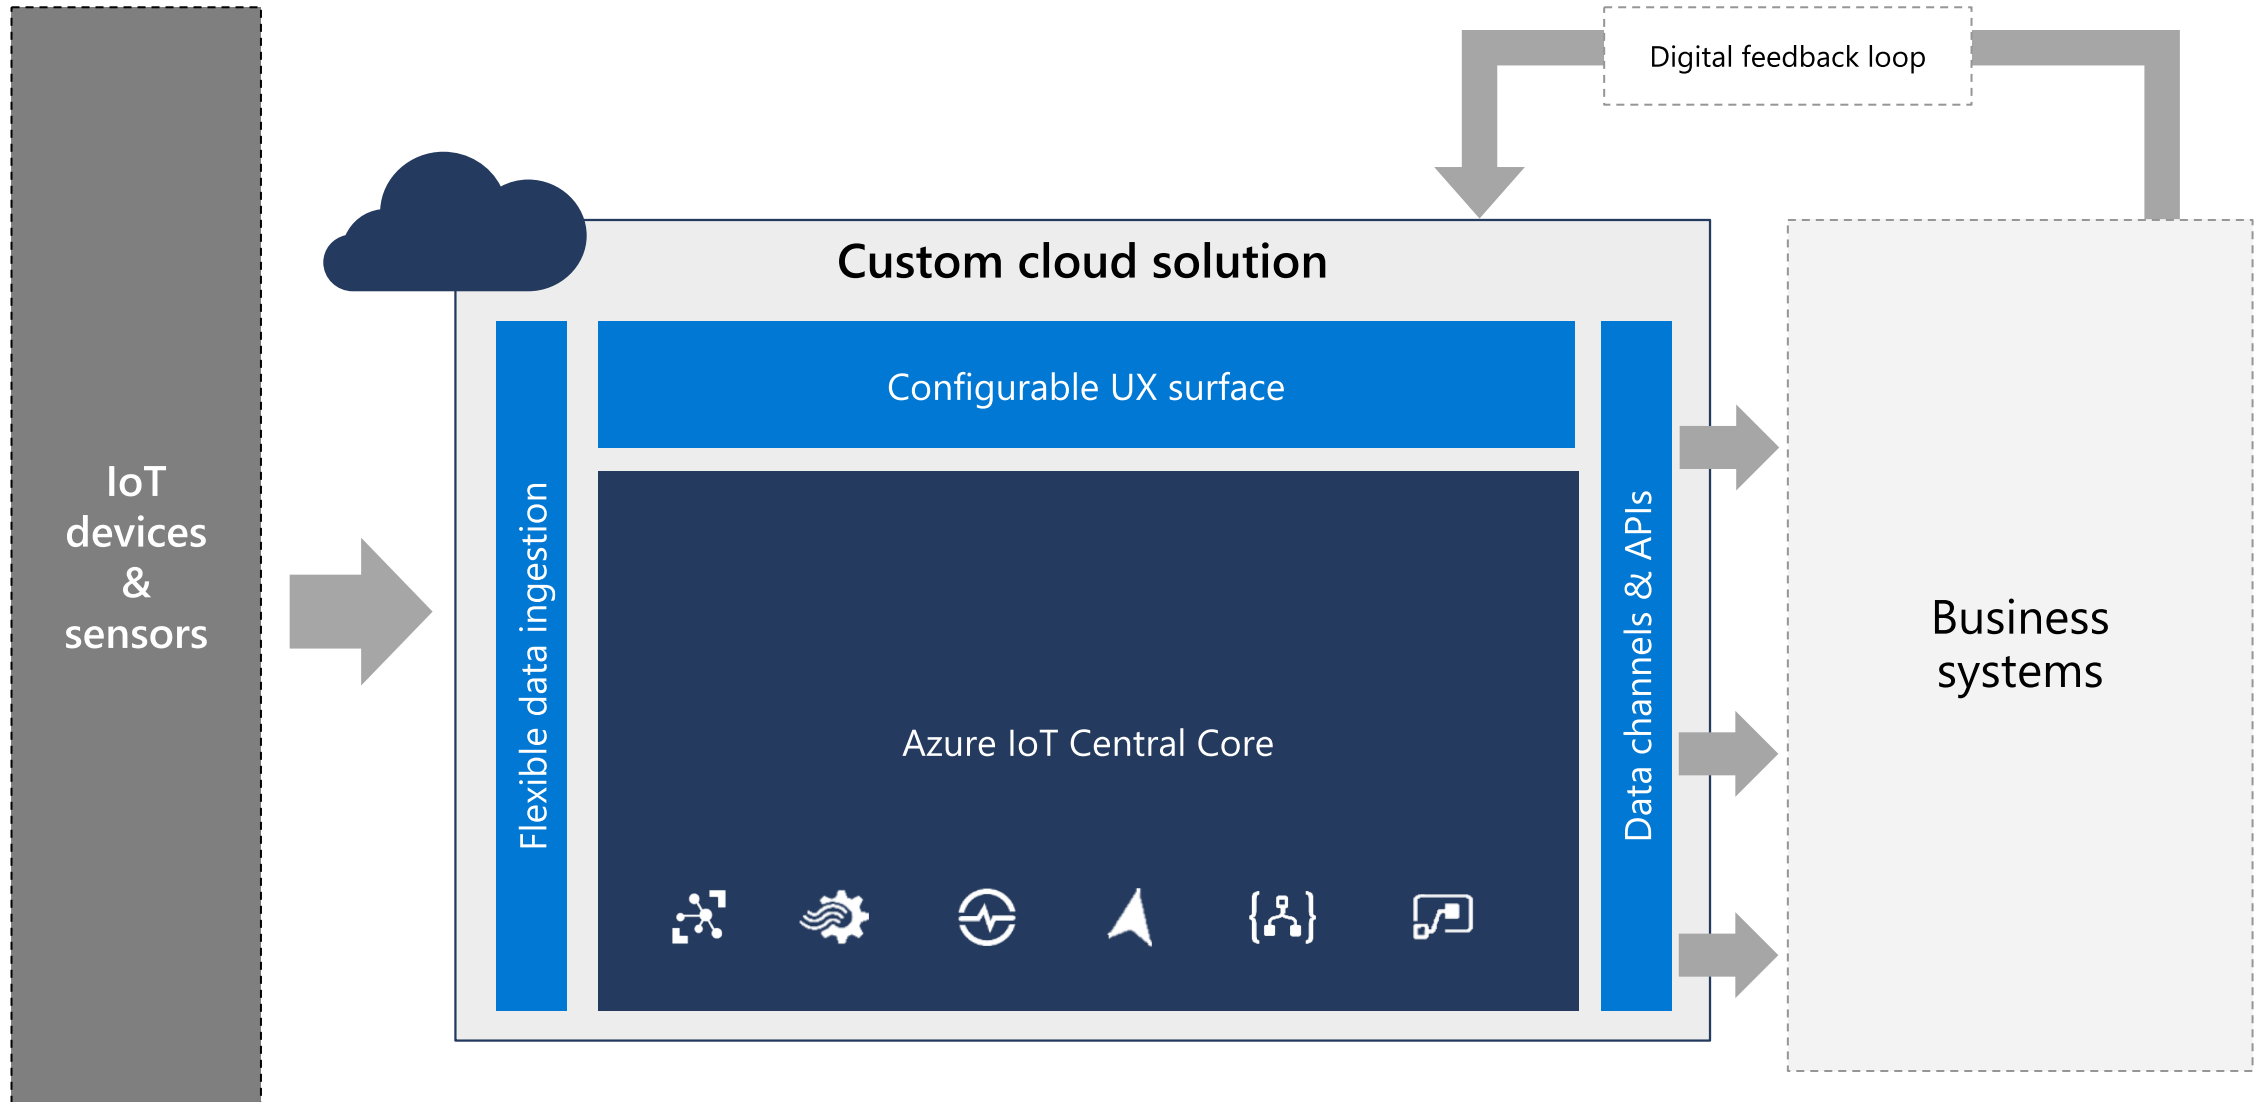 Digital feedback loop
Custom cloud solution
IoT
devices
&
sensors
Flexible data ingestion
Configurable UX surface
Azure IoT Central Core
Data channels & APIs
Business
systems